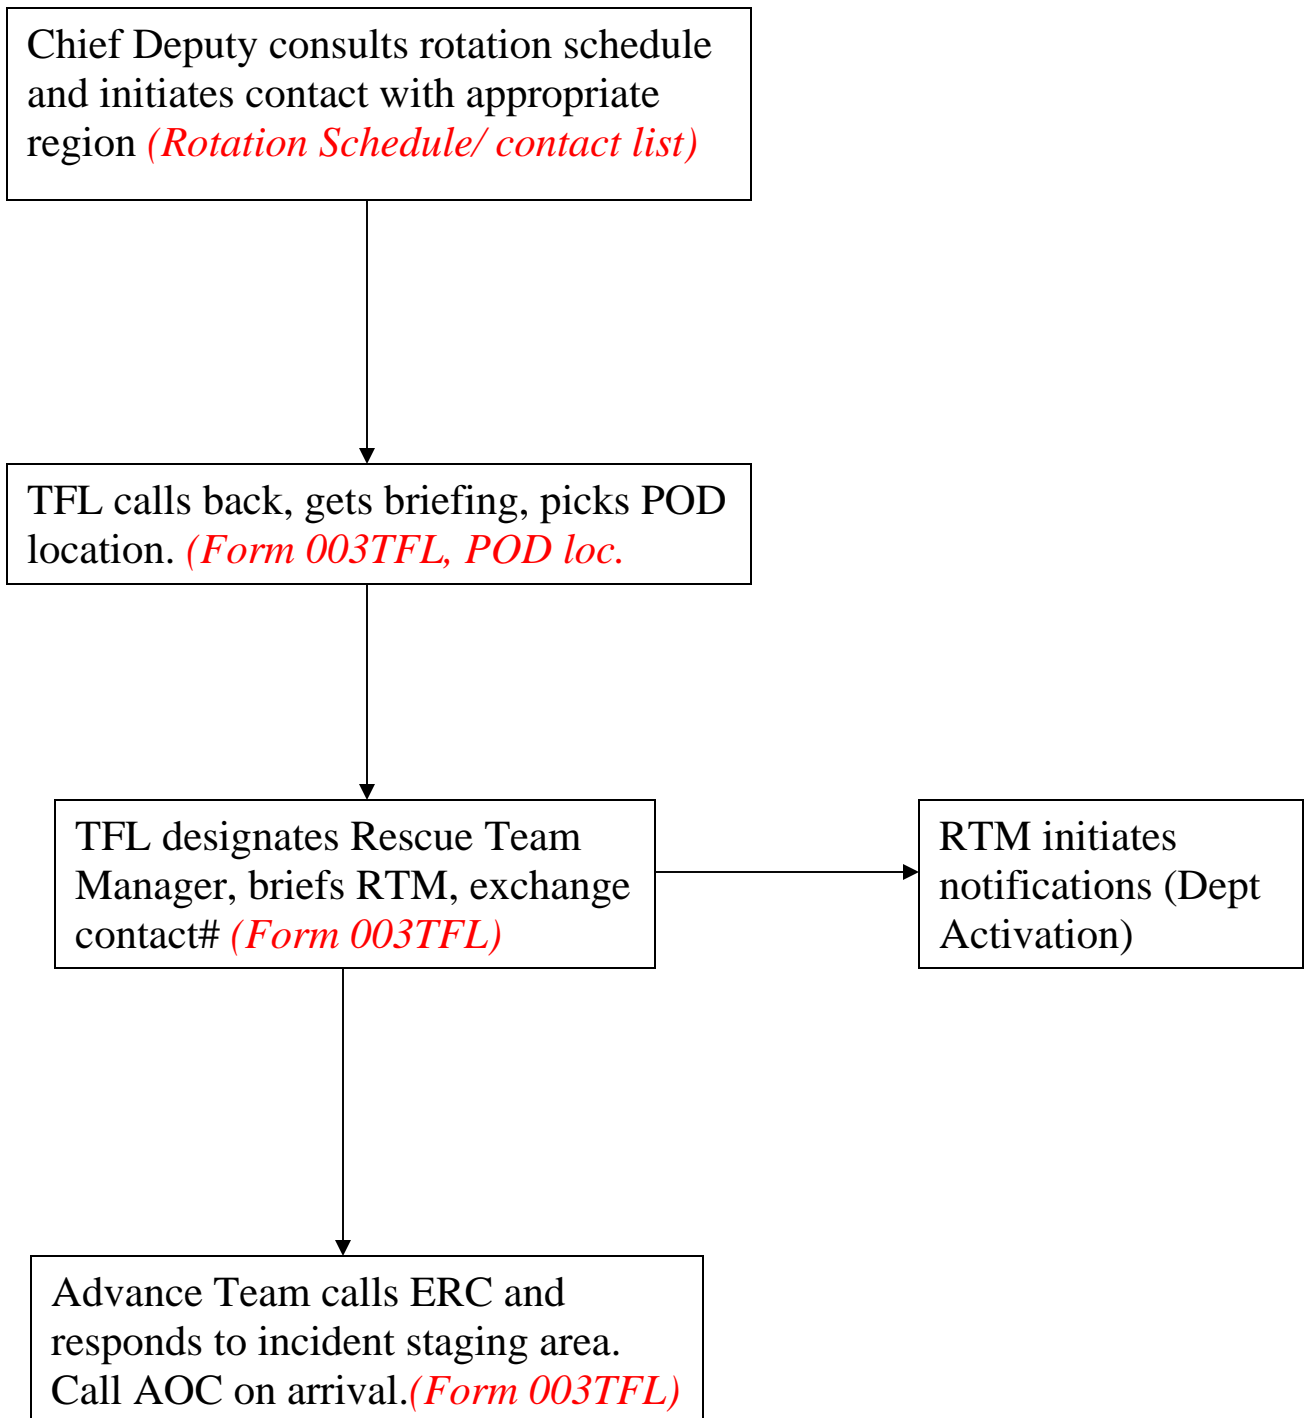 Chief Deputy consults rotation schedule
and initiates contact with appropriate
region (Rotation Schedule/ contact list)
TFL calls back, gets briefing, picks POD
location. (Form 003TFL, POD loc.
TFL designates Rescue Team
Manager, briefs RTM, exchange
contact# (Form 003TFL)
RTM initiates
notifications (Dept
Activation)
Advance Team calls ERC and
responds to incident staging area.
Call AOC on arrival.(Form 003TFL)